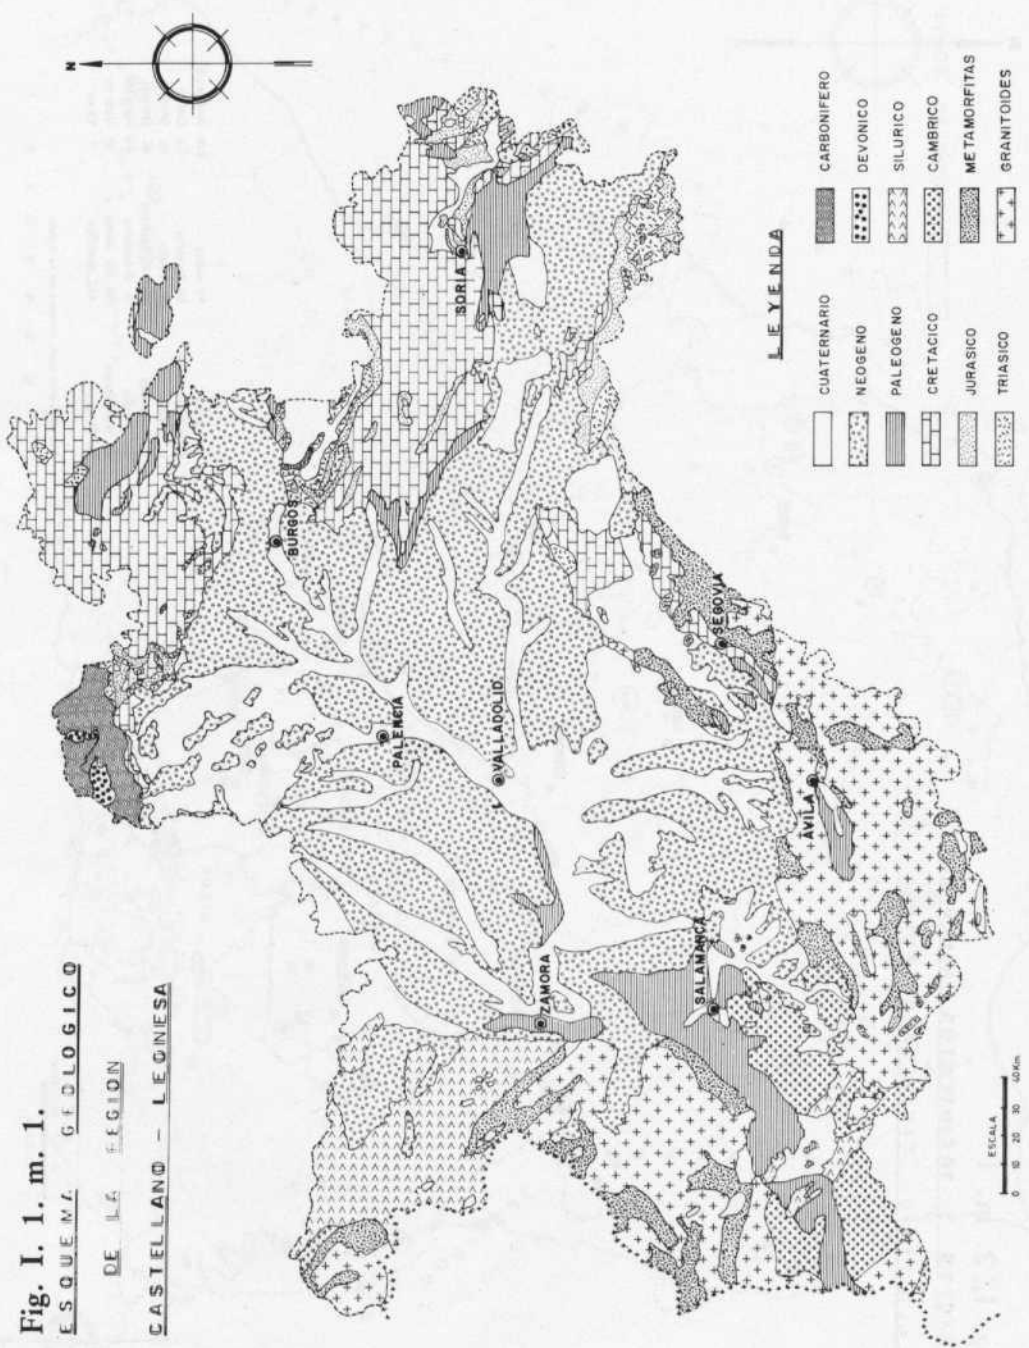 Fig. I. 1. m. 1.
ESQUEMA GEOLOGICO
DE LA REGION
CASTELLANO - LEONESA
N
BURGOS
SORIA
PALENCIA
VALLADOLID
ZAMORA
SEGOVIA
SALAMANCA
AVILA
LEYENDA
CUATERNARIO
NEOGENO
PALEOGENO
CRETACICO
JURASICO
TRIASICO
CARBONIFERO
DEVONICO
SILURICO
CAMBRICO
METAMORFITAS
GRANITOIDES
ESCALA
0 10 20 30 40Km